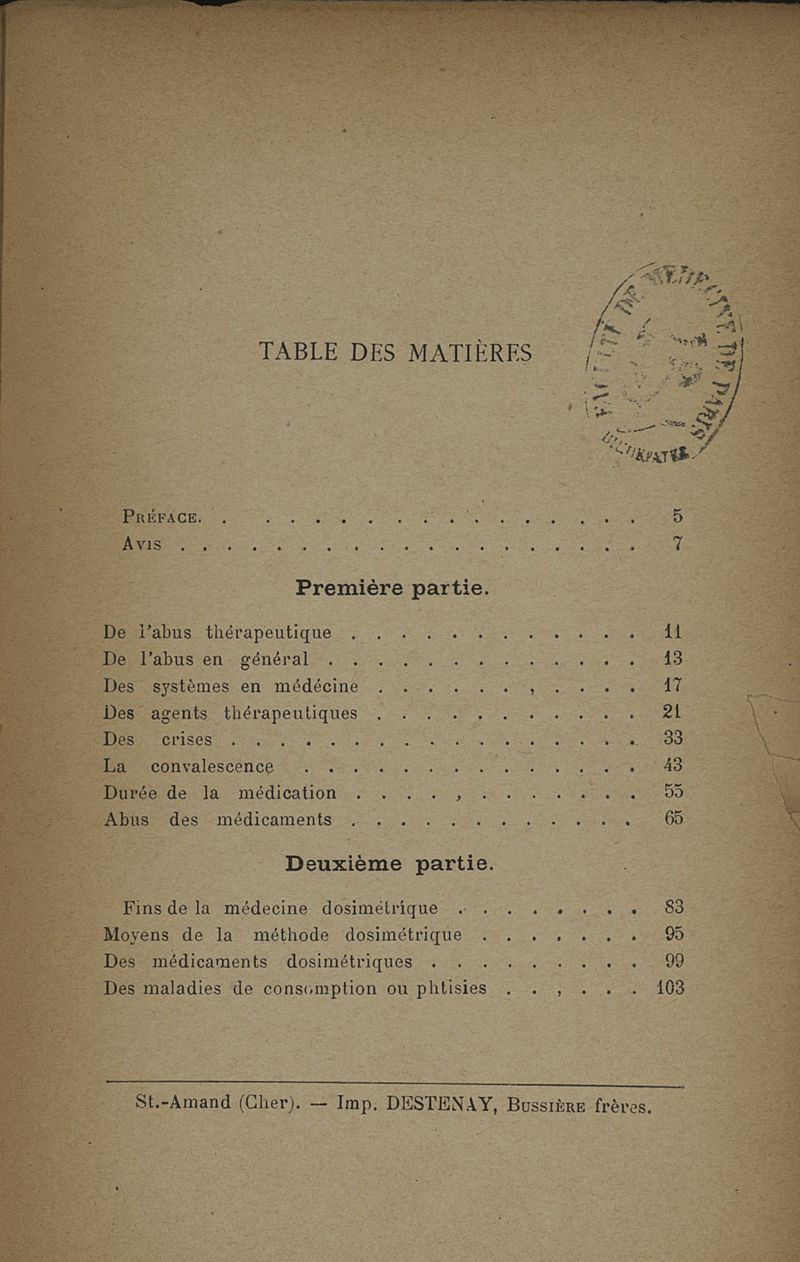 TABLE DES MATIÈRES
DE PARIS
PRÉFACE. . . . . . . . . . . . . . . . . . 5
AVIS . . . . . . . . . . . . . . . . . . . 7
Première partie.
De l'abus thérapeutique . . . . . . . . . . . . 11
De l'abus en général . . . . . . . . . . . . . 13
Des systèmes en médécine . . . . . . , . . . . 17
Des agents thérapeutiques . . . . . . . . . . . 21
Des crises . . . . . . . . . . . . . . . . . 33
La convalescence . . . . . . . . . . . . . . 43
Durée de la médication . . . . , . . . . . . . 55
Abus des médicaments . . . . . . . . . . . . 65
Deuxième partie.
Fins de la médecine dosimétrique . . . . . . . . 83
Moyens de la méthode dosimétrique . . . . . . . 95
Des médicaments dosimétriques . . . . . . . . . 99
Des maladies de consomption ou phtisies . . , . . . 103
St.-Amand (Cher). — Imp. DESTENAY, BUSSIÈRE frères.